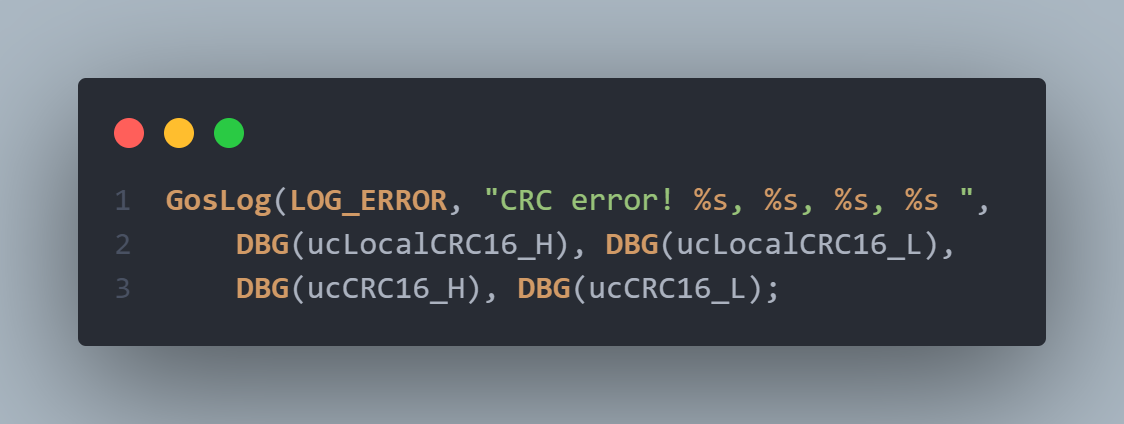 1 GosLog(LOG_ERROR, "CRC error! %s, %s, %s, %s ",
2     DBG(ucLocalCRC16_H), DBG(ucLocalCRC16_L),
3     DBG(ucCRC16_H), DBG(ucCRC16_L);